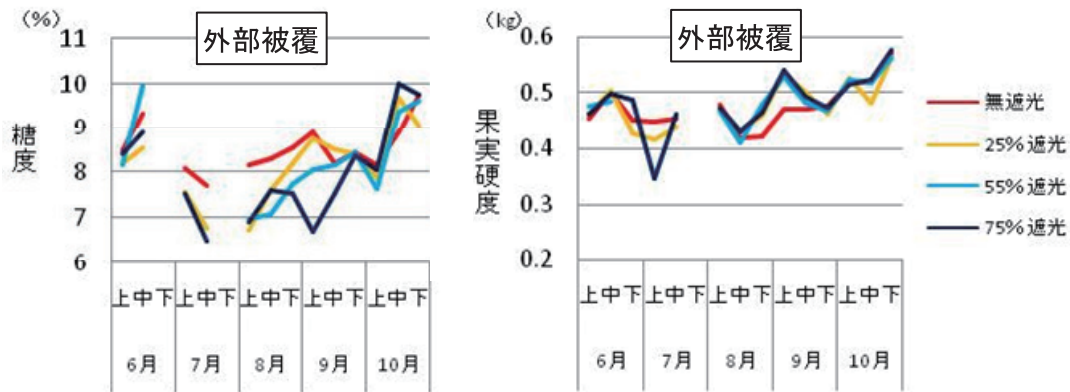 (%)
外部被覆
11
10
9
8
7
6
糖度
上中下
上中下
上中下
上中下
上中下
6月
7月
8月
9月
10月
(kg)
外部被覆
0.6
0.5
0.4
0.3
0.2
果実硬度
上中下
上中下
上中下
上中下
上中下
6月
7月
8月
9月
10月
無遮光
25%遮光
55%遮光
75%遮光